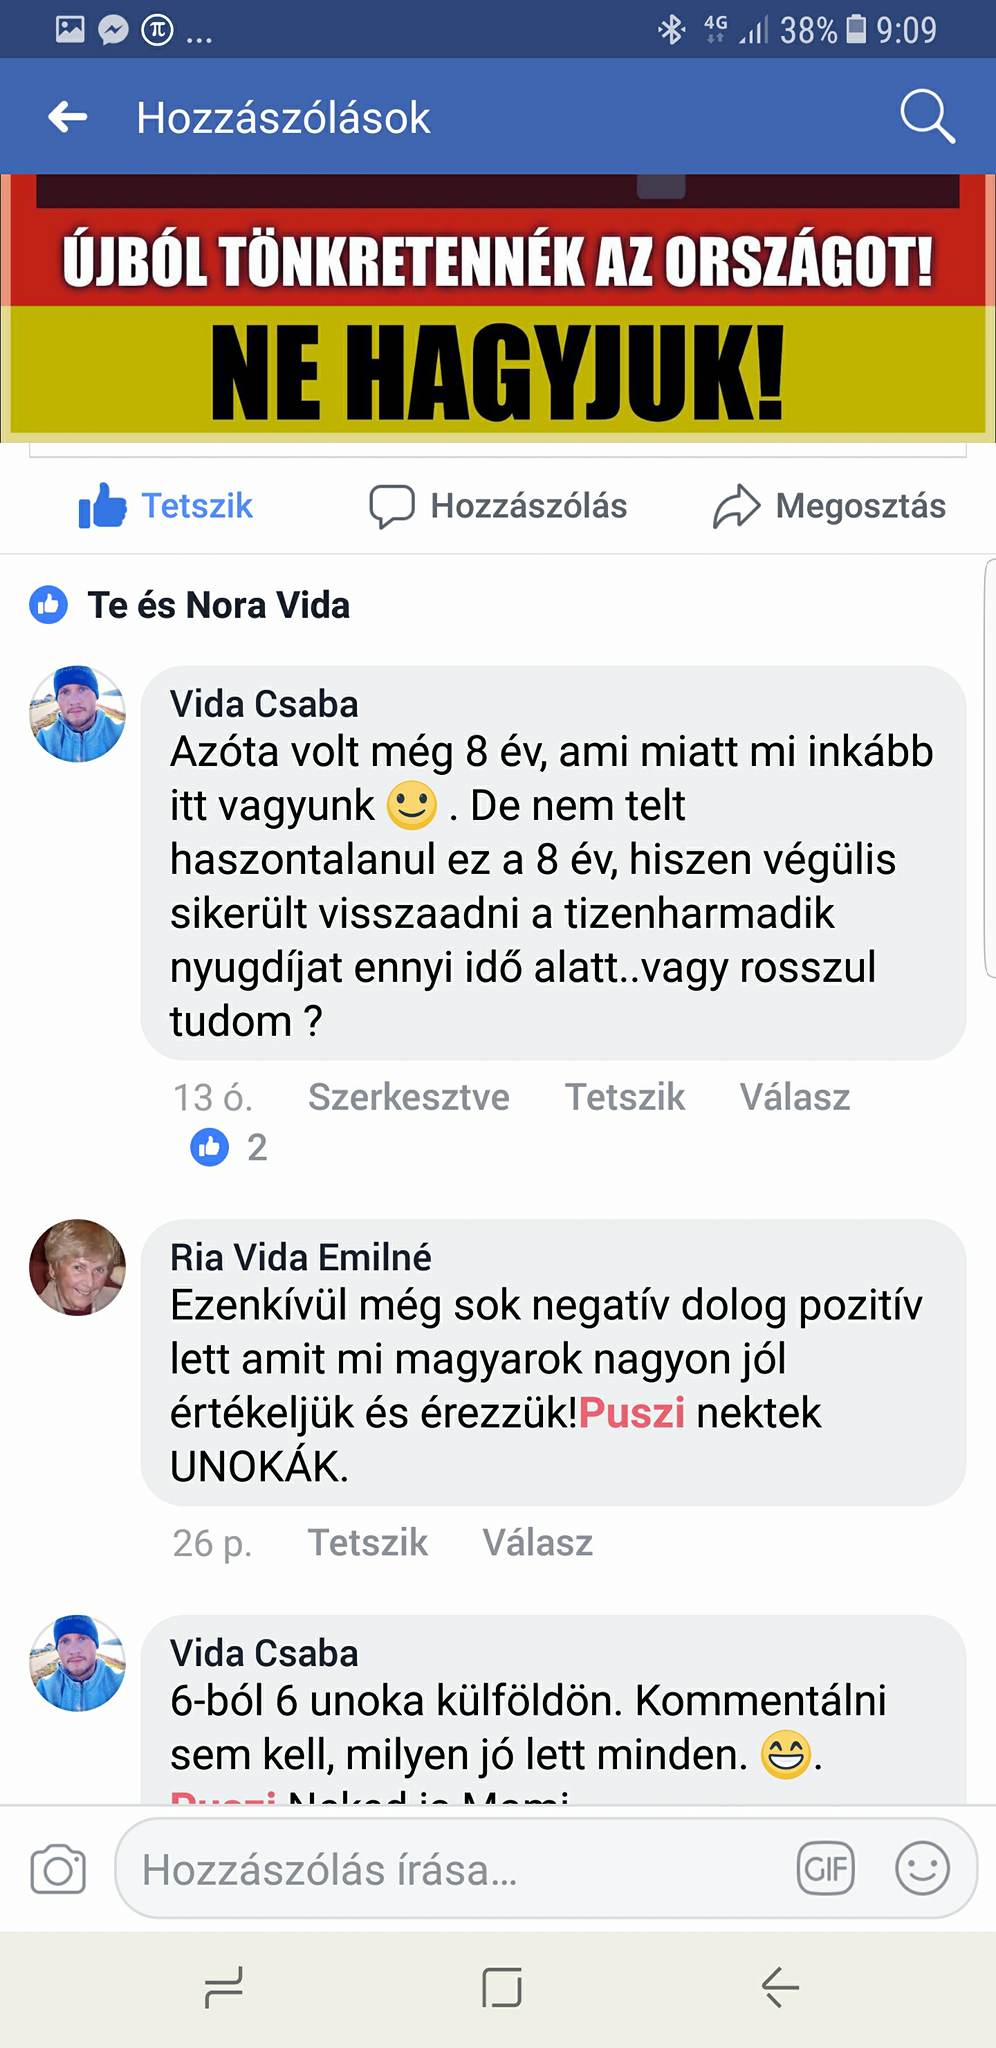 ... 4G 38% 9:09
Hozzászólások
ÚJBÓL TÖNKRETENNÉK AZ ORSZÁGOT!
NE HAGYJUK!
Tetszik Hozzászólás Megosztás
Te és Nora Vida
Vida Csaba
Azóta volt még 8 év, ami miatt mi inkább
itt vagyunk 🙂 . De nem telt
haszontalanul ez a 8 év, hiszen végülis
sikerült visszaadni a tizenharmadik
nyugdíjat ennyi idő alatt..vagy rosszul
tudom ?
13 ó. Szerkesztve Tetszik Válasz
2
Ria Vida Emilné
Ezenkívül még sok negatív dolog pozitív
lett amit mi magyarok nagyon jól
értékeljük és érezzük!Puszi nektek
UNOKÁK.
26 p. Tetszik Válasz
Vida Csaba
6-ból 6 unoka külföldön. Kommentálni
sem kell, milyen jó lett minden. 😁.
Puszi Neked is Mami
Hozzászólás írása...
GIF